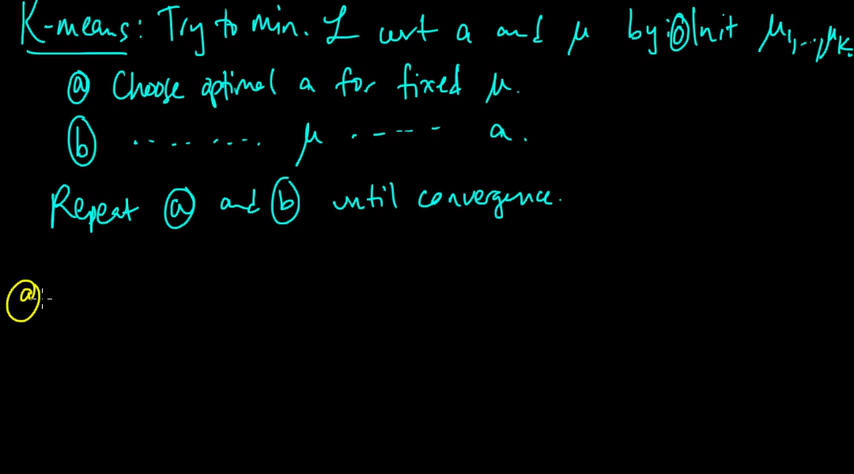 K-means: Try to min. L wrt a and μ by: ⓪ Init μ1,...,μK
ⓐ Choose optimal a for fixed μ.
ⓑ ......... μ ..... a.
Repeat ⓐ and ⓑ until convergence.
ⓐ